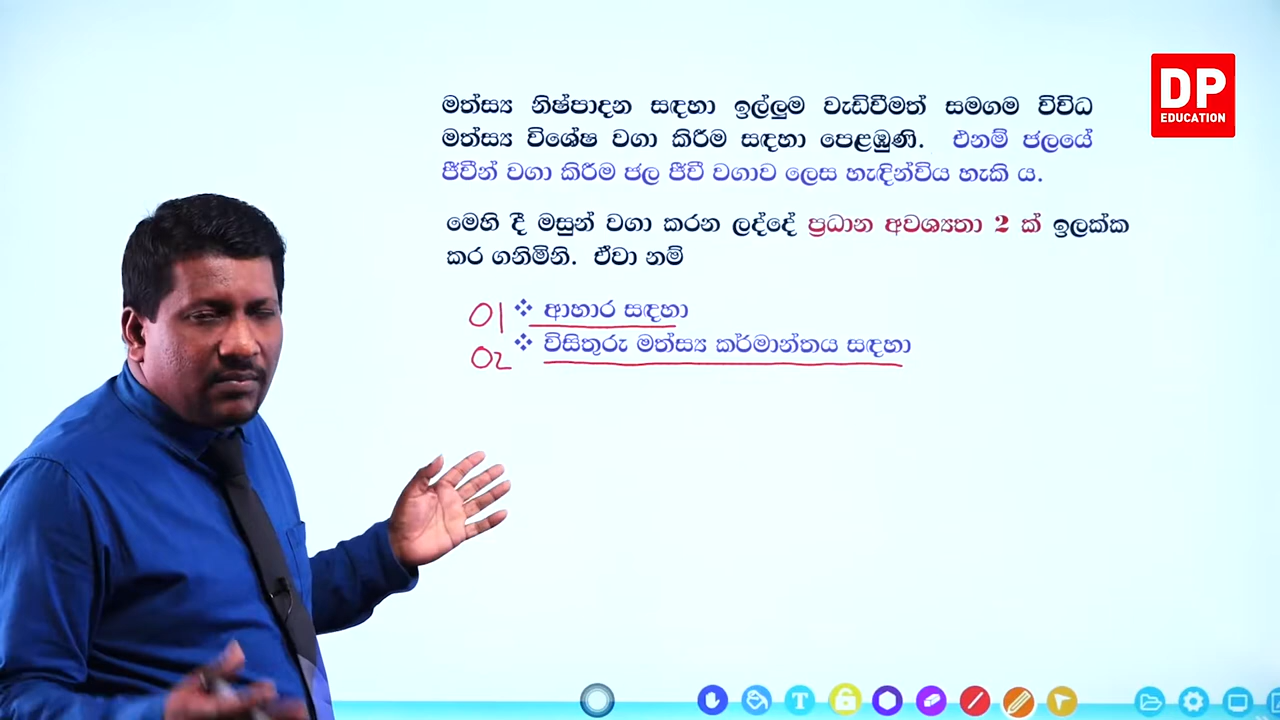 DP
EDUCATION
මත්ස්‍ය නිෂ්පාදන සඳහා ඉල්ලුම වැඩිවීමත් සමගම විවිධ
මත්ස්‍ය විශේෂ වගා කිරීම සඳහා පෙළඹුණි. එනම් ජලයේ
ජීවීන් වගා කිරීම ජල ජීවී වගාව ලෙස හැඳින්විය හැකි ය.
මෙහි දී මසුන් වගා කරන ලද්දේ ප්‍රධාන අවශ්‍යතා 2 ක් ඉලක්ක
කර ගනිමිනි. ඒවා නම්
01 ❖ ආහාර සඳහා
02 ❖ විසිතුරු මත්ස්‍ය කර්මාන්තය සඳහා
T